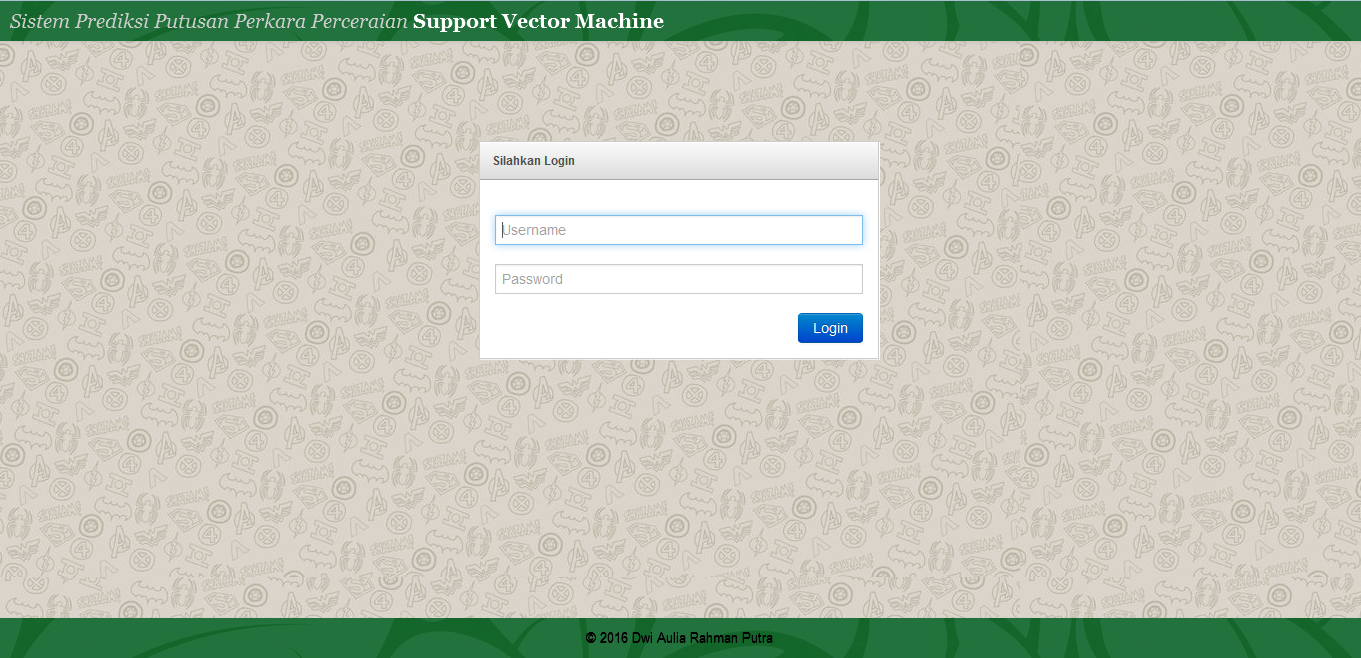 Sistem Prediksi Putusan Perkara Perceraian Support Vector Machine
Silahkan Login
Username
Password
Login
© 2016 Dwi Aulia Rahman Putra